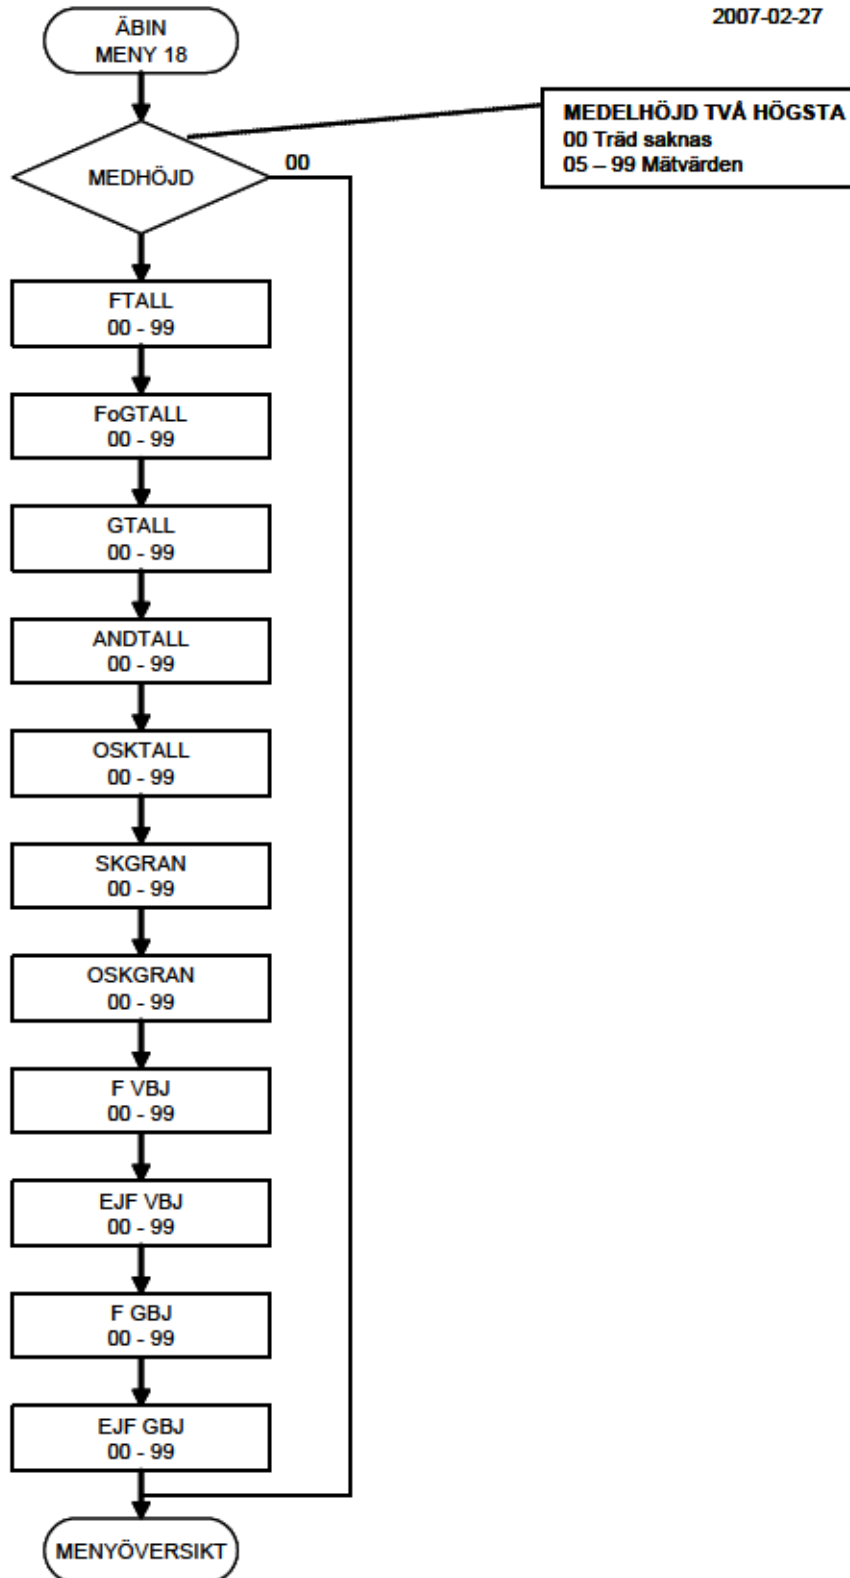 2007-02-27
ÄBIN
MENY 18
MEDELHÖJD TVÅ HÖGSTA
00 Träd saknas
05 – 99 Mätvärden
MEDHÖJD
00
FTALL
00 - 99
FoGTALL
00 - 99
GTALL
00 - 99
ANDTALL
00 - 99
OSKTALL
00 - 99
SKGRAN
00 - 99
OSKGRAN
00 - 99
F VBJ
00 - 99
EJF VBJ
00 - 99
F GBJ
00 - 99
EJF GBJ
00 - 99
MENYÖVERSIKT